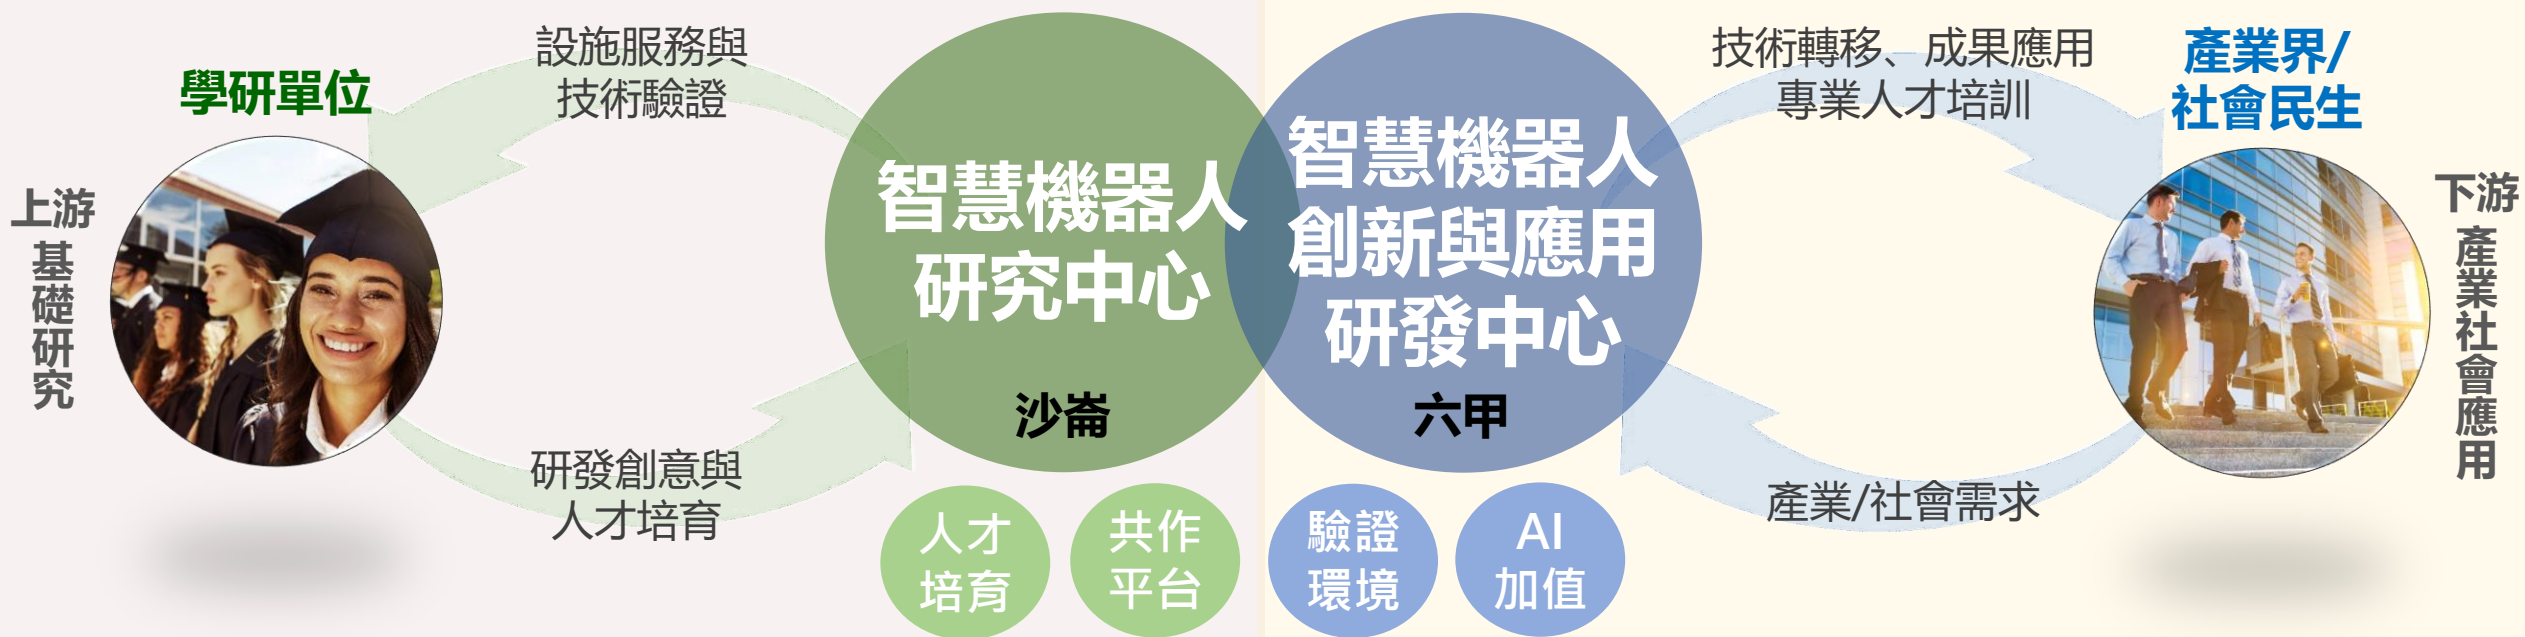 上游
基礎研究
學研單位
設施服務與
技術驗證
研發創意與
人才培育
智慧機器人
研究中心
沙崙
人才
培育
共作
平台
智慧機器人
創新與應用
研發中心
六甲
驗證
環境
AI
加值
技術轉移、成果應用
專業人才培訓
產業/社會需求
產業界/
社會民生
下游
產業社會應用